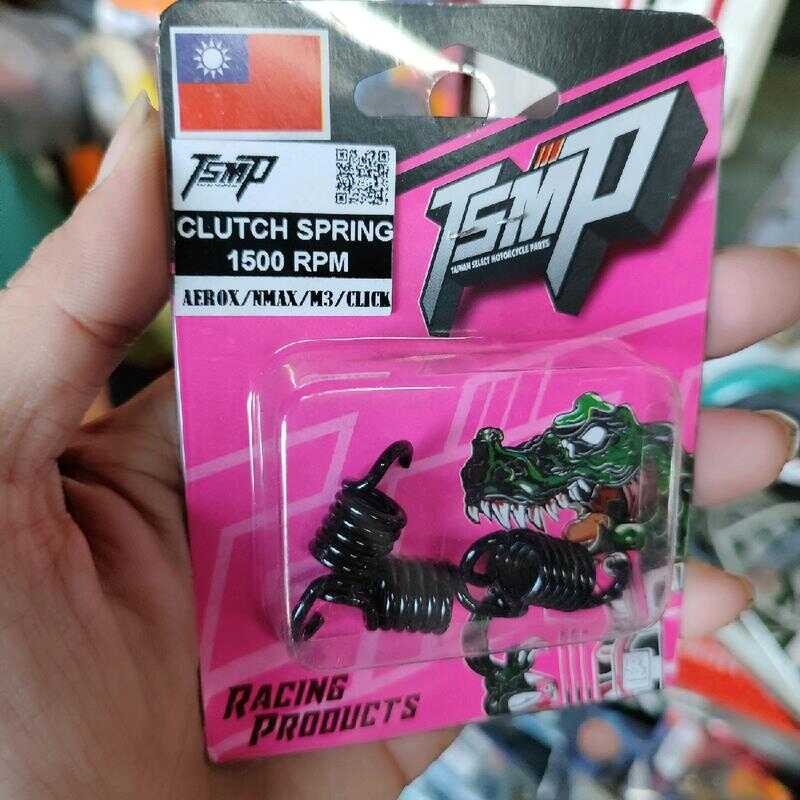 TSMP
CLUTCH SPRING
1500 RPM
AEROX/NMAX/M3/CLICK
TSMP
TAIWAN SELECT MOTORCYCLE PARTS
RACING
PRODUCTS